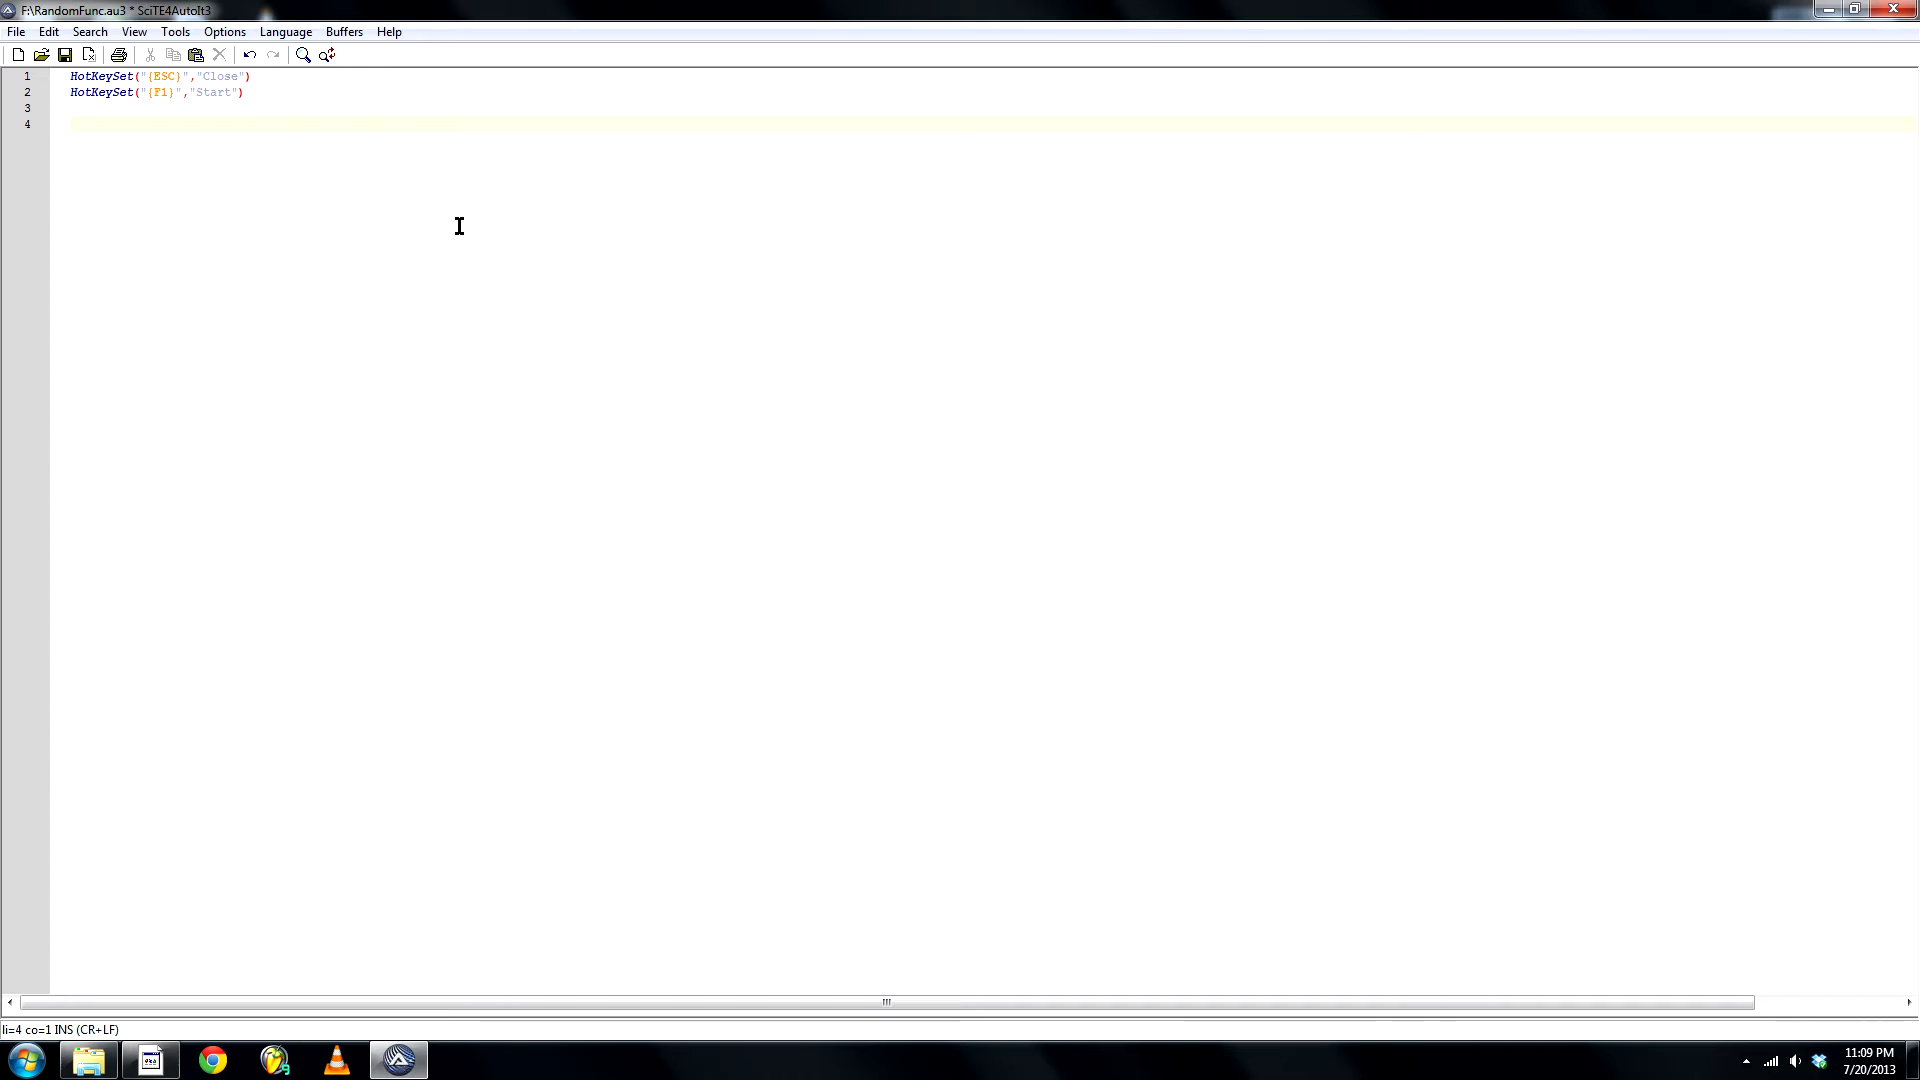 F:\RandomFunc.au3 * SciTE4AutoIt3
File Edit Search View Tools Options Language Buffers Help
1 HotKeySet("{ESC}","Close")
2 HotKeySet("{F1}","Start")
3
4
li=4 co=1 INS (CR+LF)
11:09 PM
7/20/2013